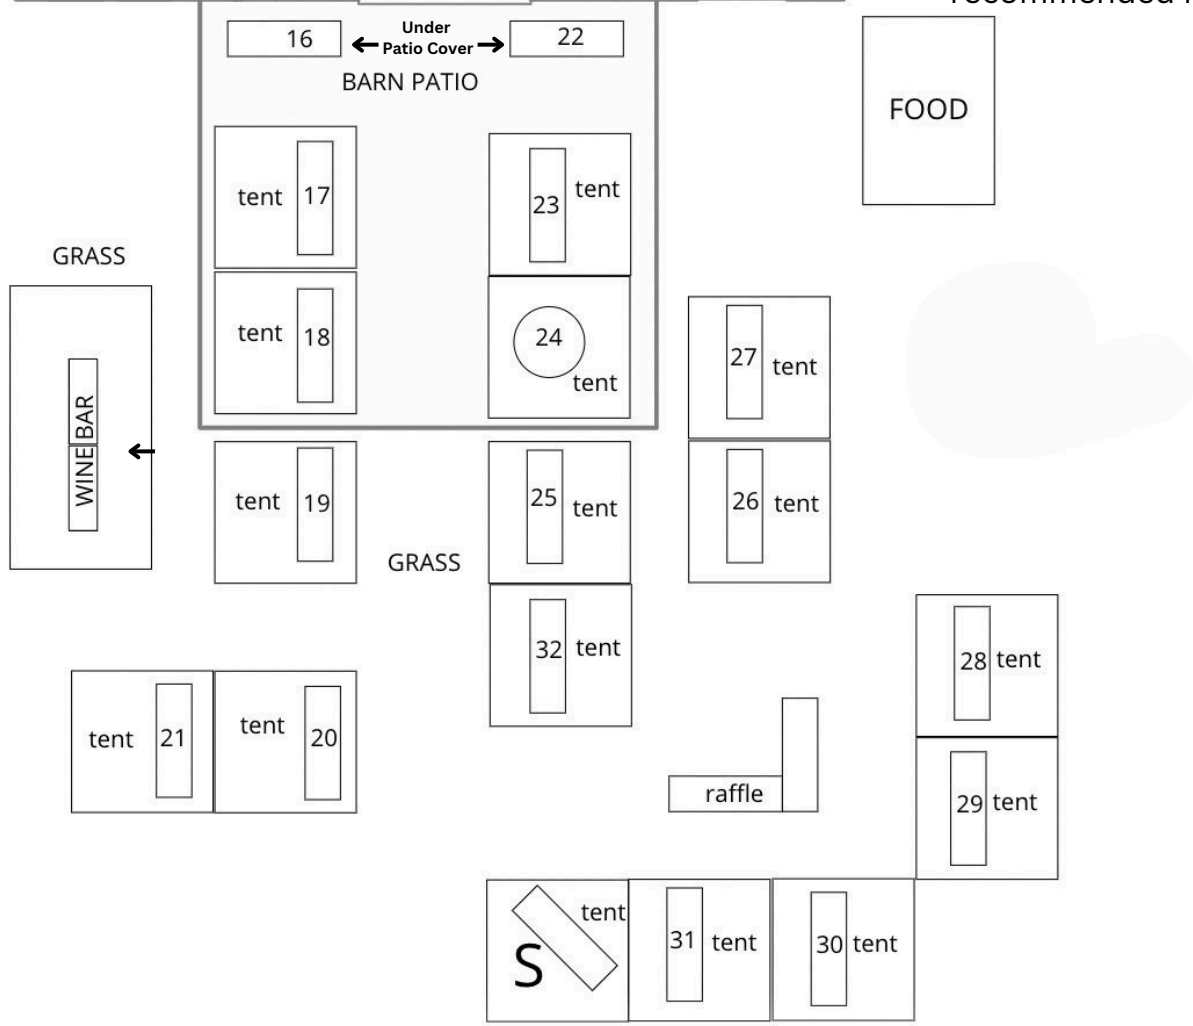 16
Under
Patio Cover
22
BARN PATIO
FOOD
tent
17
23
tent
GRASS
tent
18
24
tent
27
tent
WINE BAR
tent
19
25
tent
26
tent
GRASS
32
tent
28
tent
tent
21
tent
20
raffle
29
tent
tent
S
31
tent
30
tent